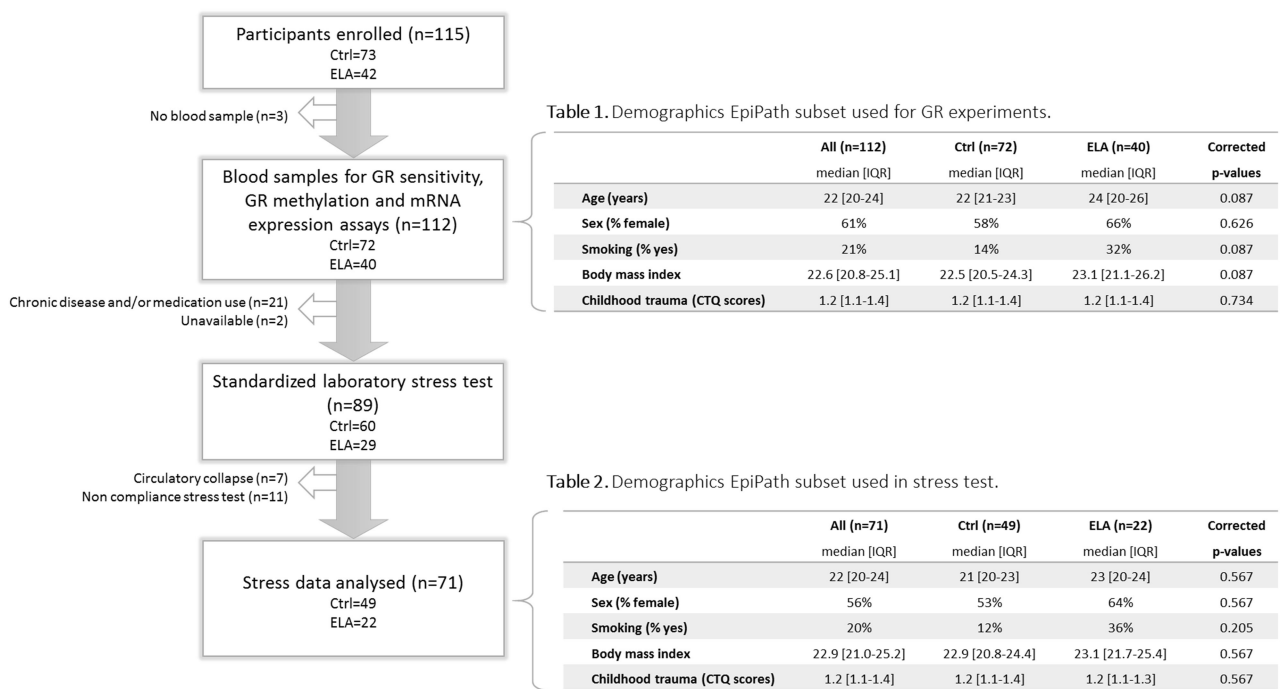 Participants enrolled (n=115)
Ctrl=73
ELA=42
No blood sample (n=3)
Blood samples for GR sensitivity,
GR methylation and mRNA
expression assays (n=112)
Ctrl=72
ELA=40
Chronic disease and/or medication use (n=21)
Unavailable (n=2)
Standardized laboratory stress test
(n=89)
Ctrl=60
ELA=29
Circulatory collapse (n=7)
Non compliance stress test (n=11)
Stress data analysed (n=71)
Ctrl=49
ELA=22
Table 1. Demographics EpiPath subset used for GR experiments.
All (n=112) Ctrl (n=72) ELA (n=40) Corrected
median [IQR] median [IQR] median [IQR] p-values
Age (years) 22 [20-24] 22 [21-23] 24 [20-26] 0.087
Sex (% female) 61% 58% 66% 0.626
Smoking (% yes) 21% 14% 32% 0.087
Body mass index 22.6 [20.8-25.1] 22.5 [20.5-24.3] 23.1 [21.1-26.2] 0.087
Childhood trauma (CTQ scores) 1.2 [1.1-1.4] 1.2 [1.1-1.4] 1.2 [1.1-1.4] 0.734
Table 2. Demographics EpiPath subset used in stress test.
All (n=71) Ctrl (n=49) ELA (n=22) Corrected
median [IQR] median [IQR] median [IQR] p-values
Age (years) 22 [20-24] 21 [20-23] 23 [20-24] 0.567
Sex (% female) 56% 53% 64% 0.567
Smoking (% yes) 20% 12% 36% 0.205
Body mass index 22.9 [21.0-25.2] 22.9 [20.8-24.4] 23.1 [21.7-25.4] 0.567
Childhood trauma (CTQ scores) 1.2 [1.1-1.4] 1.2 [1.1-1.4] 1.2 [1.1-1.3] 0.567